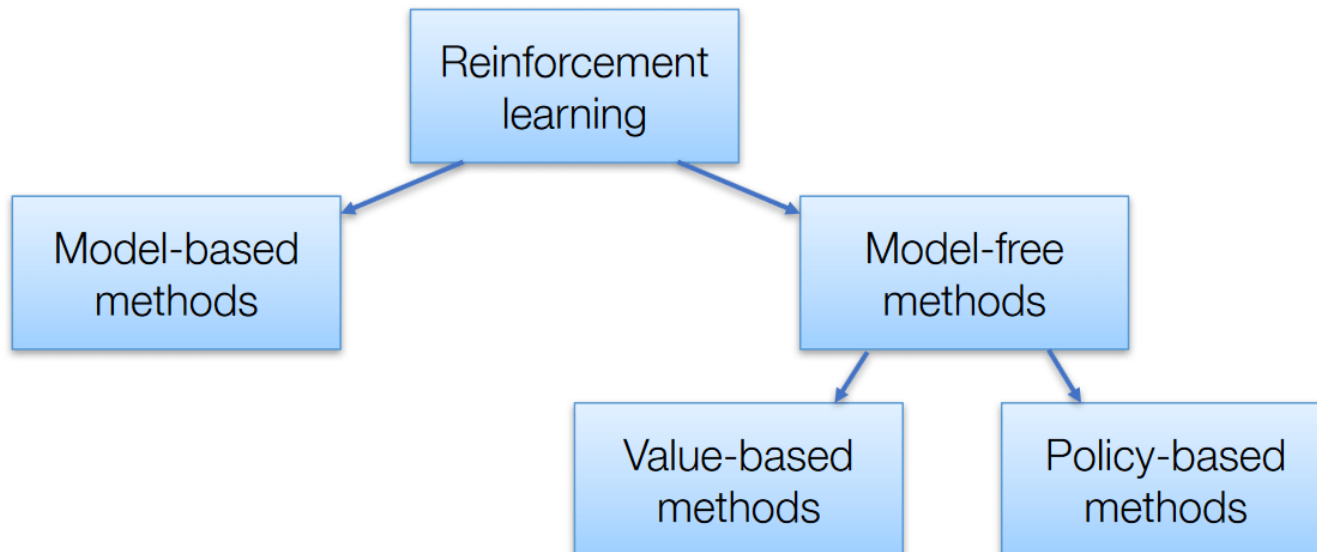 Reinforcement
learning
Model-based
methods
Model-free
methods
Value-based
methods
Policy-based
methods